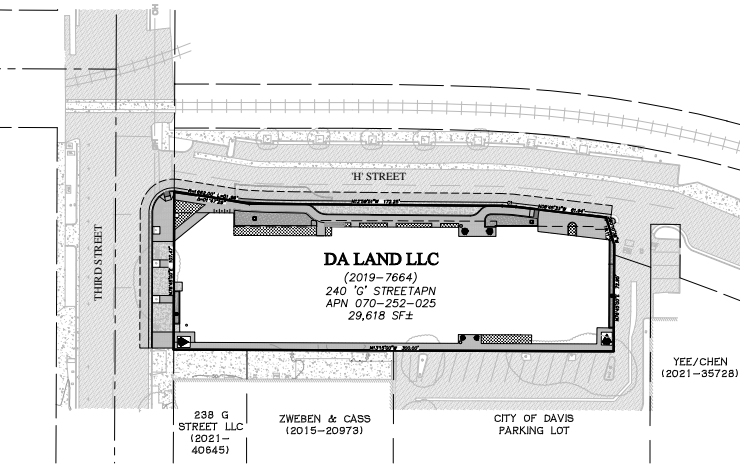 'H' STREET
THIRD STREET
DA LAND LLC
(2019-7664)
240 'G' STREETAPN
APN 070-252-025
29,618 SF±
YEE/CHEN
(2021-35728)
238 G
STREET LLC
(2021-
40645)
ZWEBEN & CASS
(2015-20973)
CITY OF DAVIS
PARKING LOT